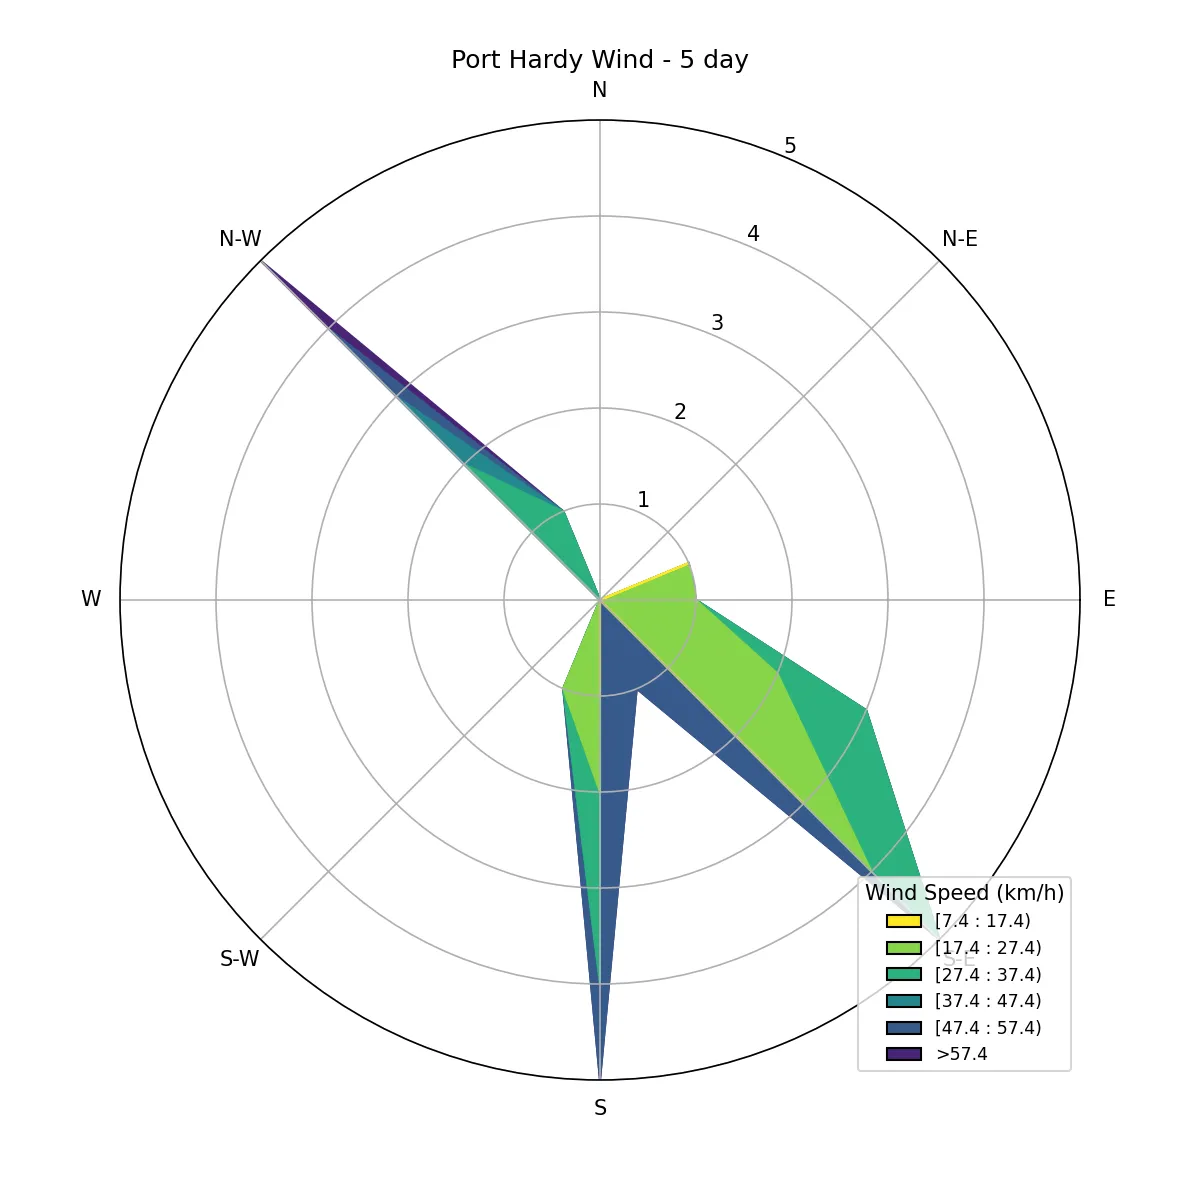 Port Hardy Wind - 5 day
N
5
N-W
4
N-E
3
2
1
W
E
Wind Speed (km/h)
[7.4 : 17.4)
[17.4 : 27.4)
[27.4 : 37.4)
[37.4 : 47.4)
[47.4 : 57.4)
>57.4
S-W
S-E
S